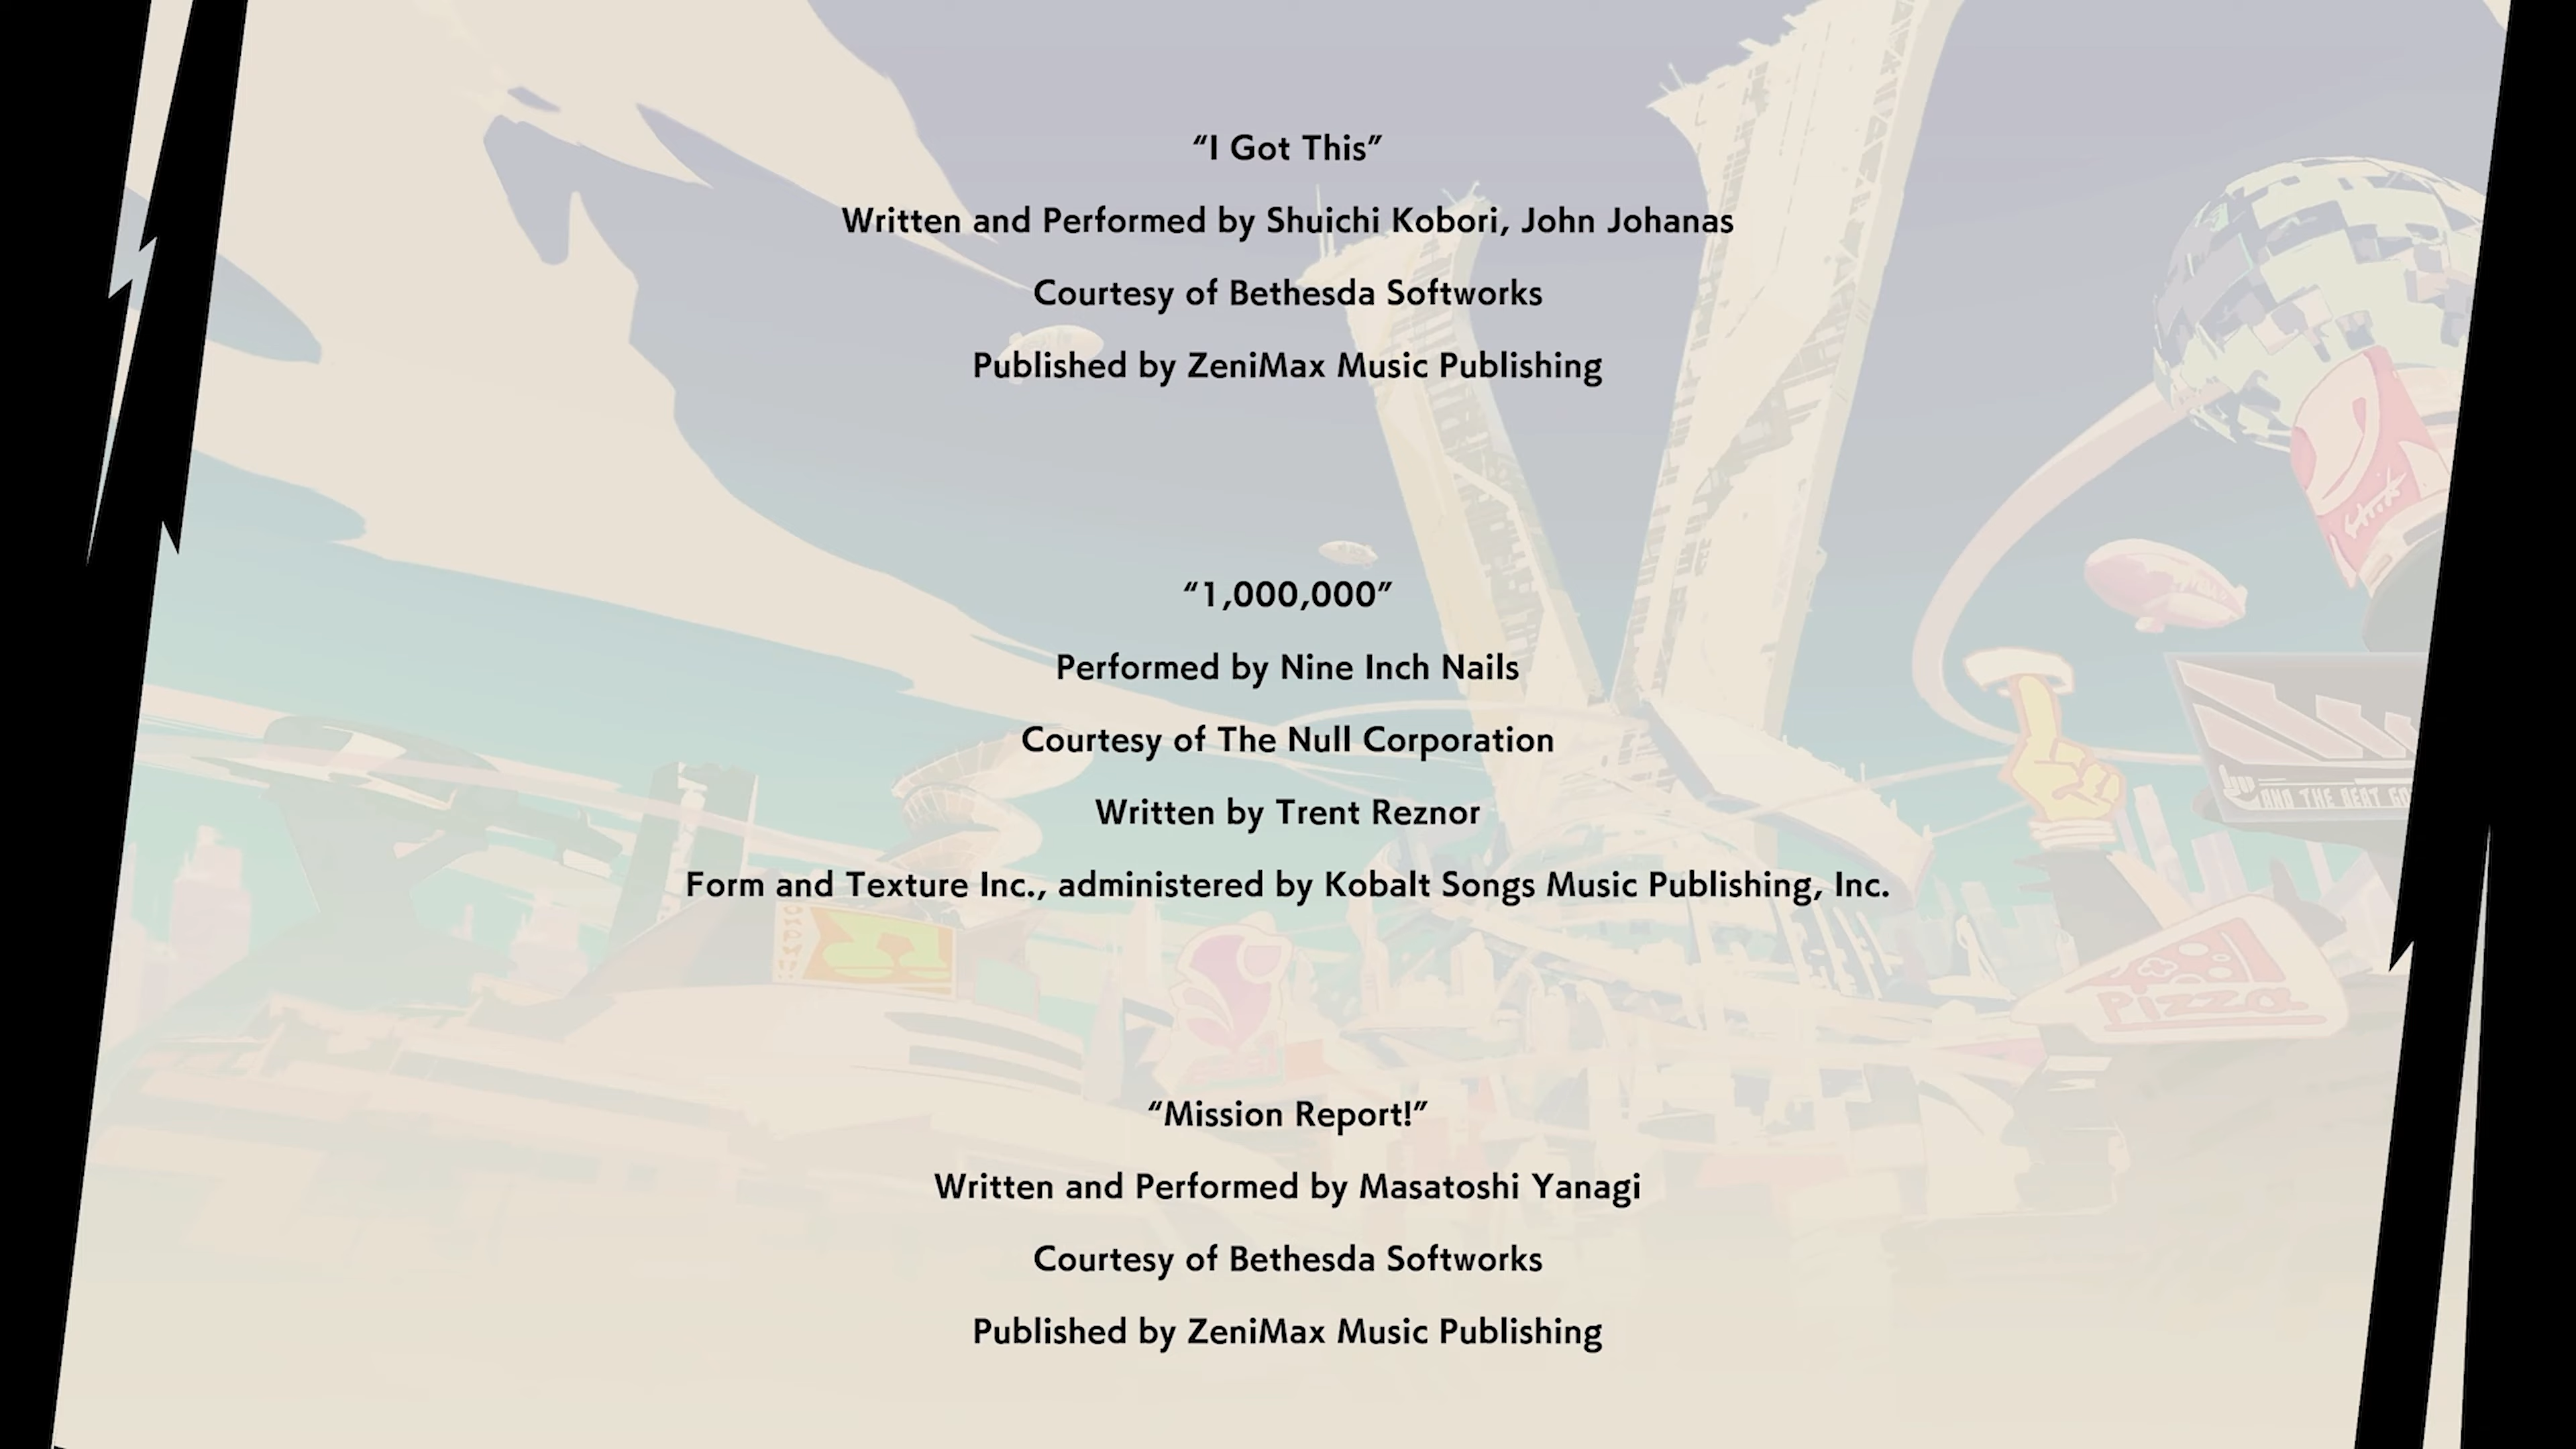 “I Got This”
Written and Performed by Shuichi Kobori, John Johanas
Courtesy of Bethesda Softworks
Published by ZeniMax Music Publishing
“1,000,000”
Performed by Nine Inch Nails
Courtesy of The Null Corporation
Written by Trent Reznor
AND THE BEAT
Form and Texture Inc., administered by Kobalt Songs Music Publishing, Inc.
Pizza
“Mission Report!”
Written and Performed by Masatoshi Yanagi
Courtesy of Bethesda Softworks
Published by ZeniMax Music Publishing